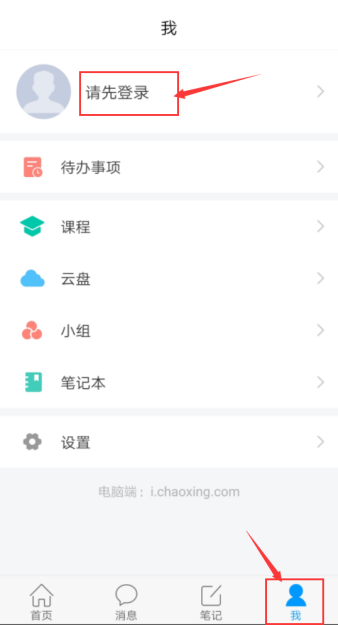 我
请先登录
待办事项
课程
云盘
小组
笔记本
设置
电脑端：i.chaoxing.com
首页 消息 笔记 我